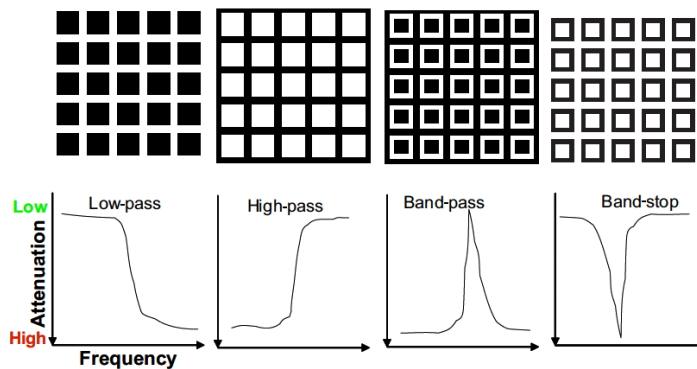 Low-pass
High-pass
Band-pass
Band-stop
Low
Attenuation
High
Frequency